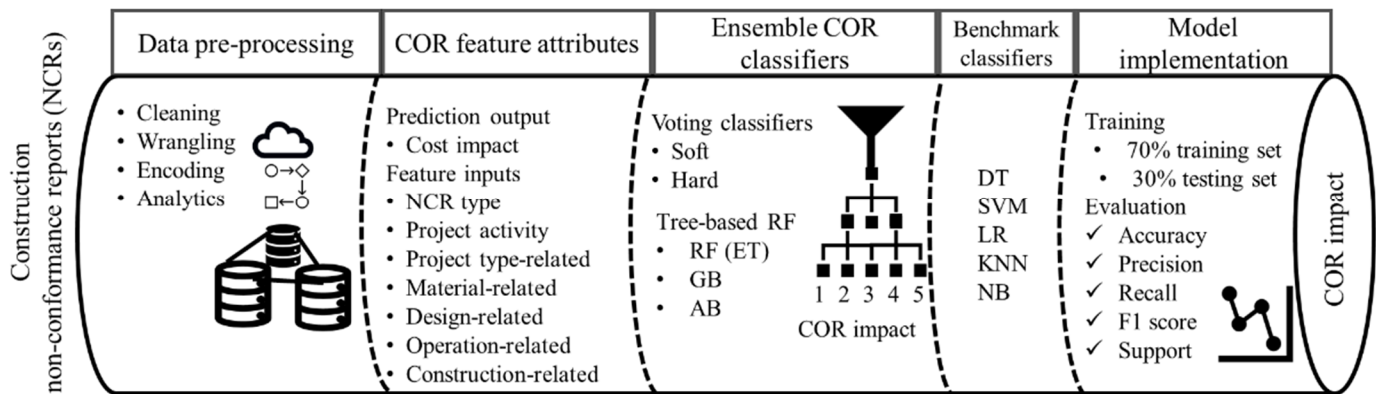 Construction
non-conformance reports (NCRs)
Data pre-processing
• Cleaning
• Wrangling
• Encoding
• Analytics
COR feature attributes
Prediction output
• Cost impact
Feature inputs
• NCR type
• Project activity
• Project type-related
• Material-related
• Design-related
• Operation-related
• Construction-related
Ensemble COR
classifiers
Voting classifiers
• Soft
• Hard
Tree-based RF
• RF (ET)
• GB
• AB
1 2 3 4 5
COR impact
Benchmark
classifiers
DT
SVM
LR
KNN
NB
Model
implementation
Training
• 70% training set
• 30% testing set
Evaluation
✓ Accuracy
✓ Precision
✓ Recall
✓ F1 score
✓ Support
COR impact